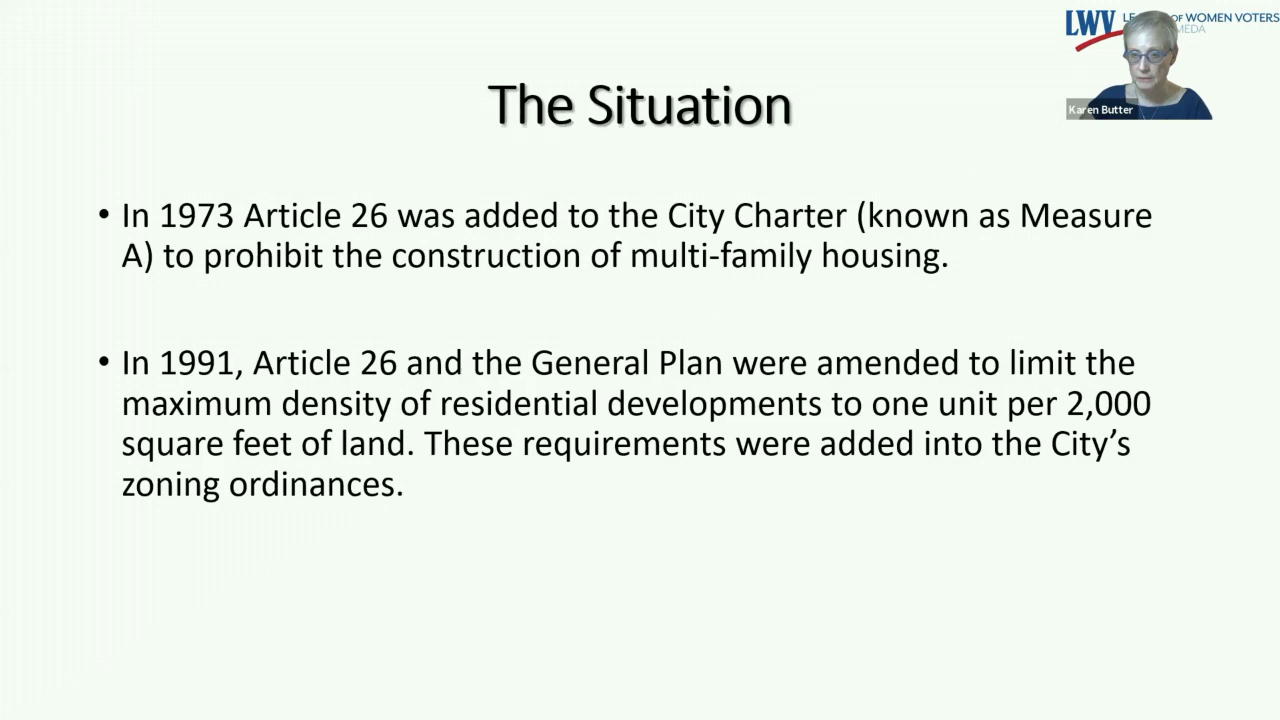 LWV
OF WOMEN VOTERS
Karen Butter
The Situation
• In 1973 Article 26 was added to the City Charter (known as Measure
A) to prohibit the construction of multi-family housing.
• In 1991, Article 26 and the General Plan were amended to limit the
maximum density of residential developments to one unit per 2,000
square feet of land. These requirements were added into the City’s
zoning ordinances.